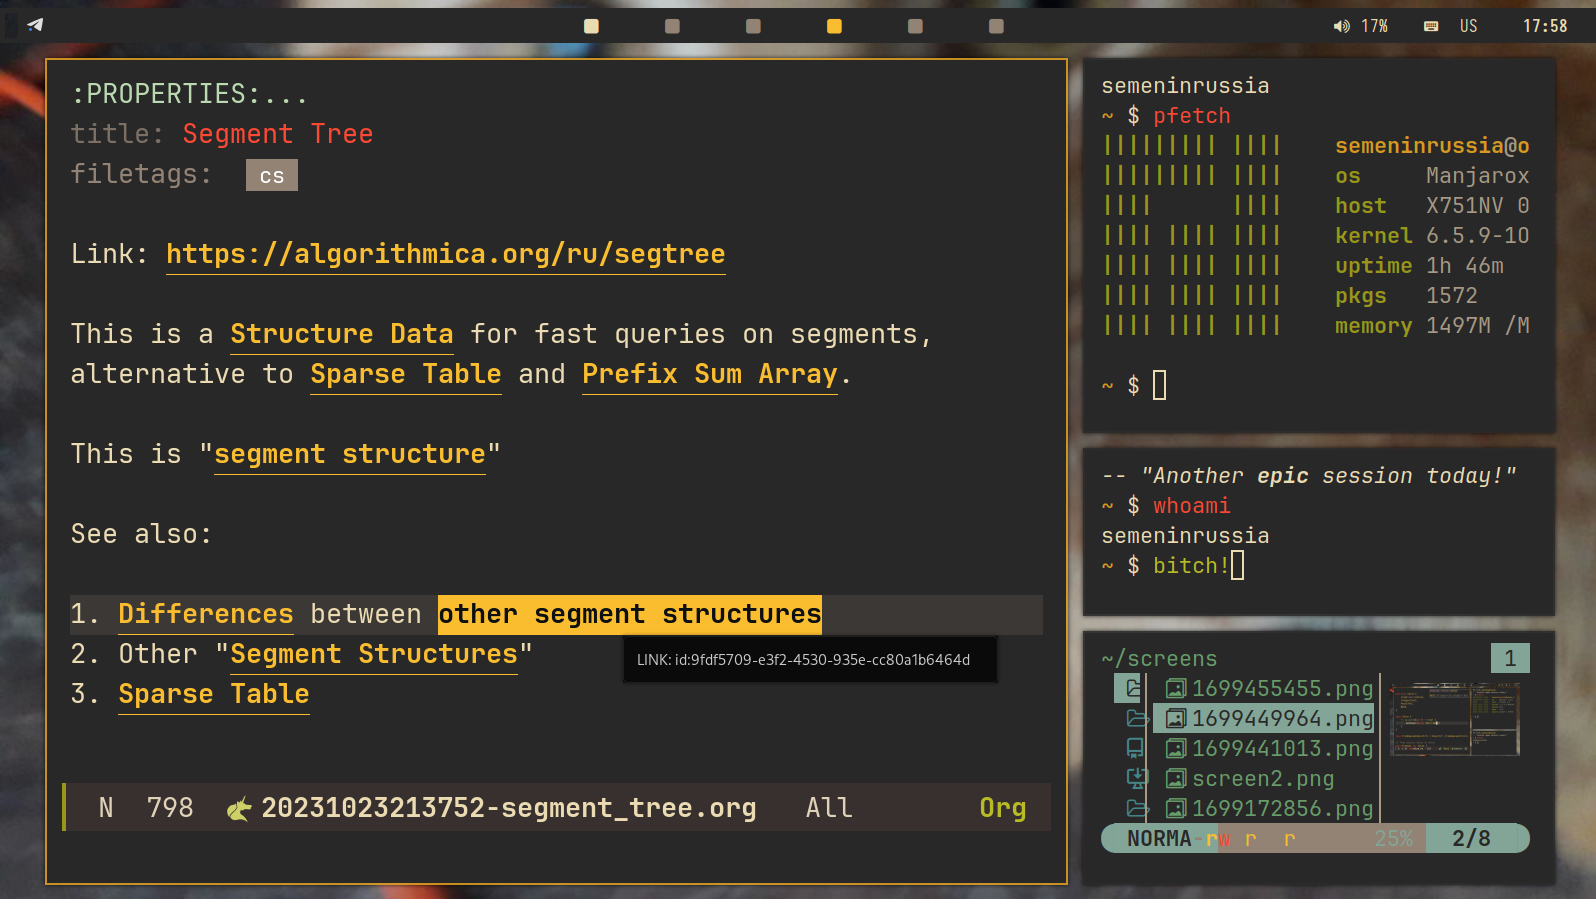 17%
US
17:58
:PROPERTIES:...
title: Segment Tree
filetags: cs
Link: https://algorithmica.org/ru/segtree
This is a Structure Data for fast queries on segments,
alternative to Sparse Table and Prefix Sum Array.
This is "segment structure"
See also:
1. Differences between other segment structures
2. Other "Segment Structures"
LINK: id:9fdf5709-e3f2-4530-935e-cc80a1b6464d
3. Sparse Table
N 798 20231023213752-segment_tree.org All Org
semeninrussia
~ $ pfetch
semeninrussia@o
os Manjarox
host X751NV 0
kernel 6.5.9-1O
uptime 1h 46m
pkgs 1572
memory 1497M /M
~ $
-- "Another epic session today!"
~ $ whoami
semeninrussia
~ $ bitch!
~/screens 1
1699455455.png
1699449964.png
1699441013.png
screen2.png
1699172856.png
NORMA-rw r r 25% 2/8